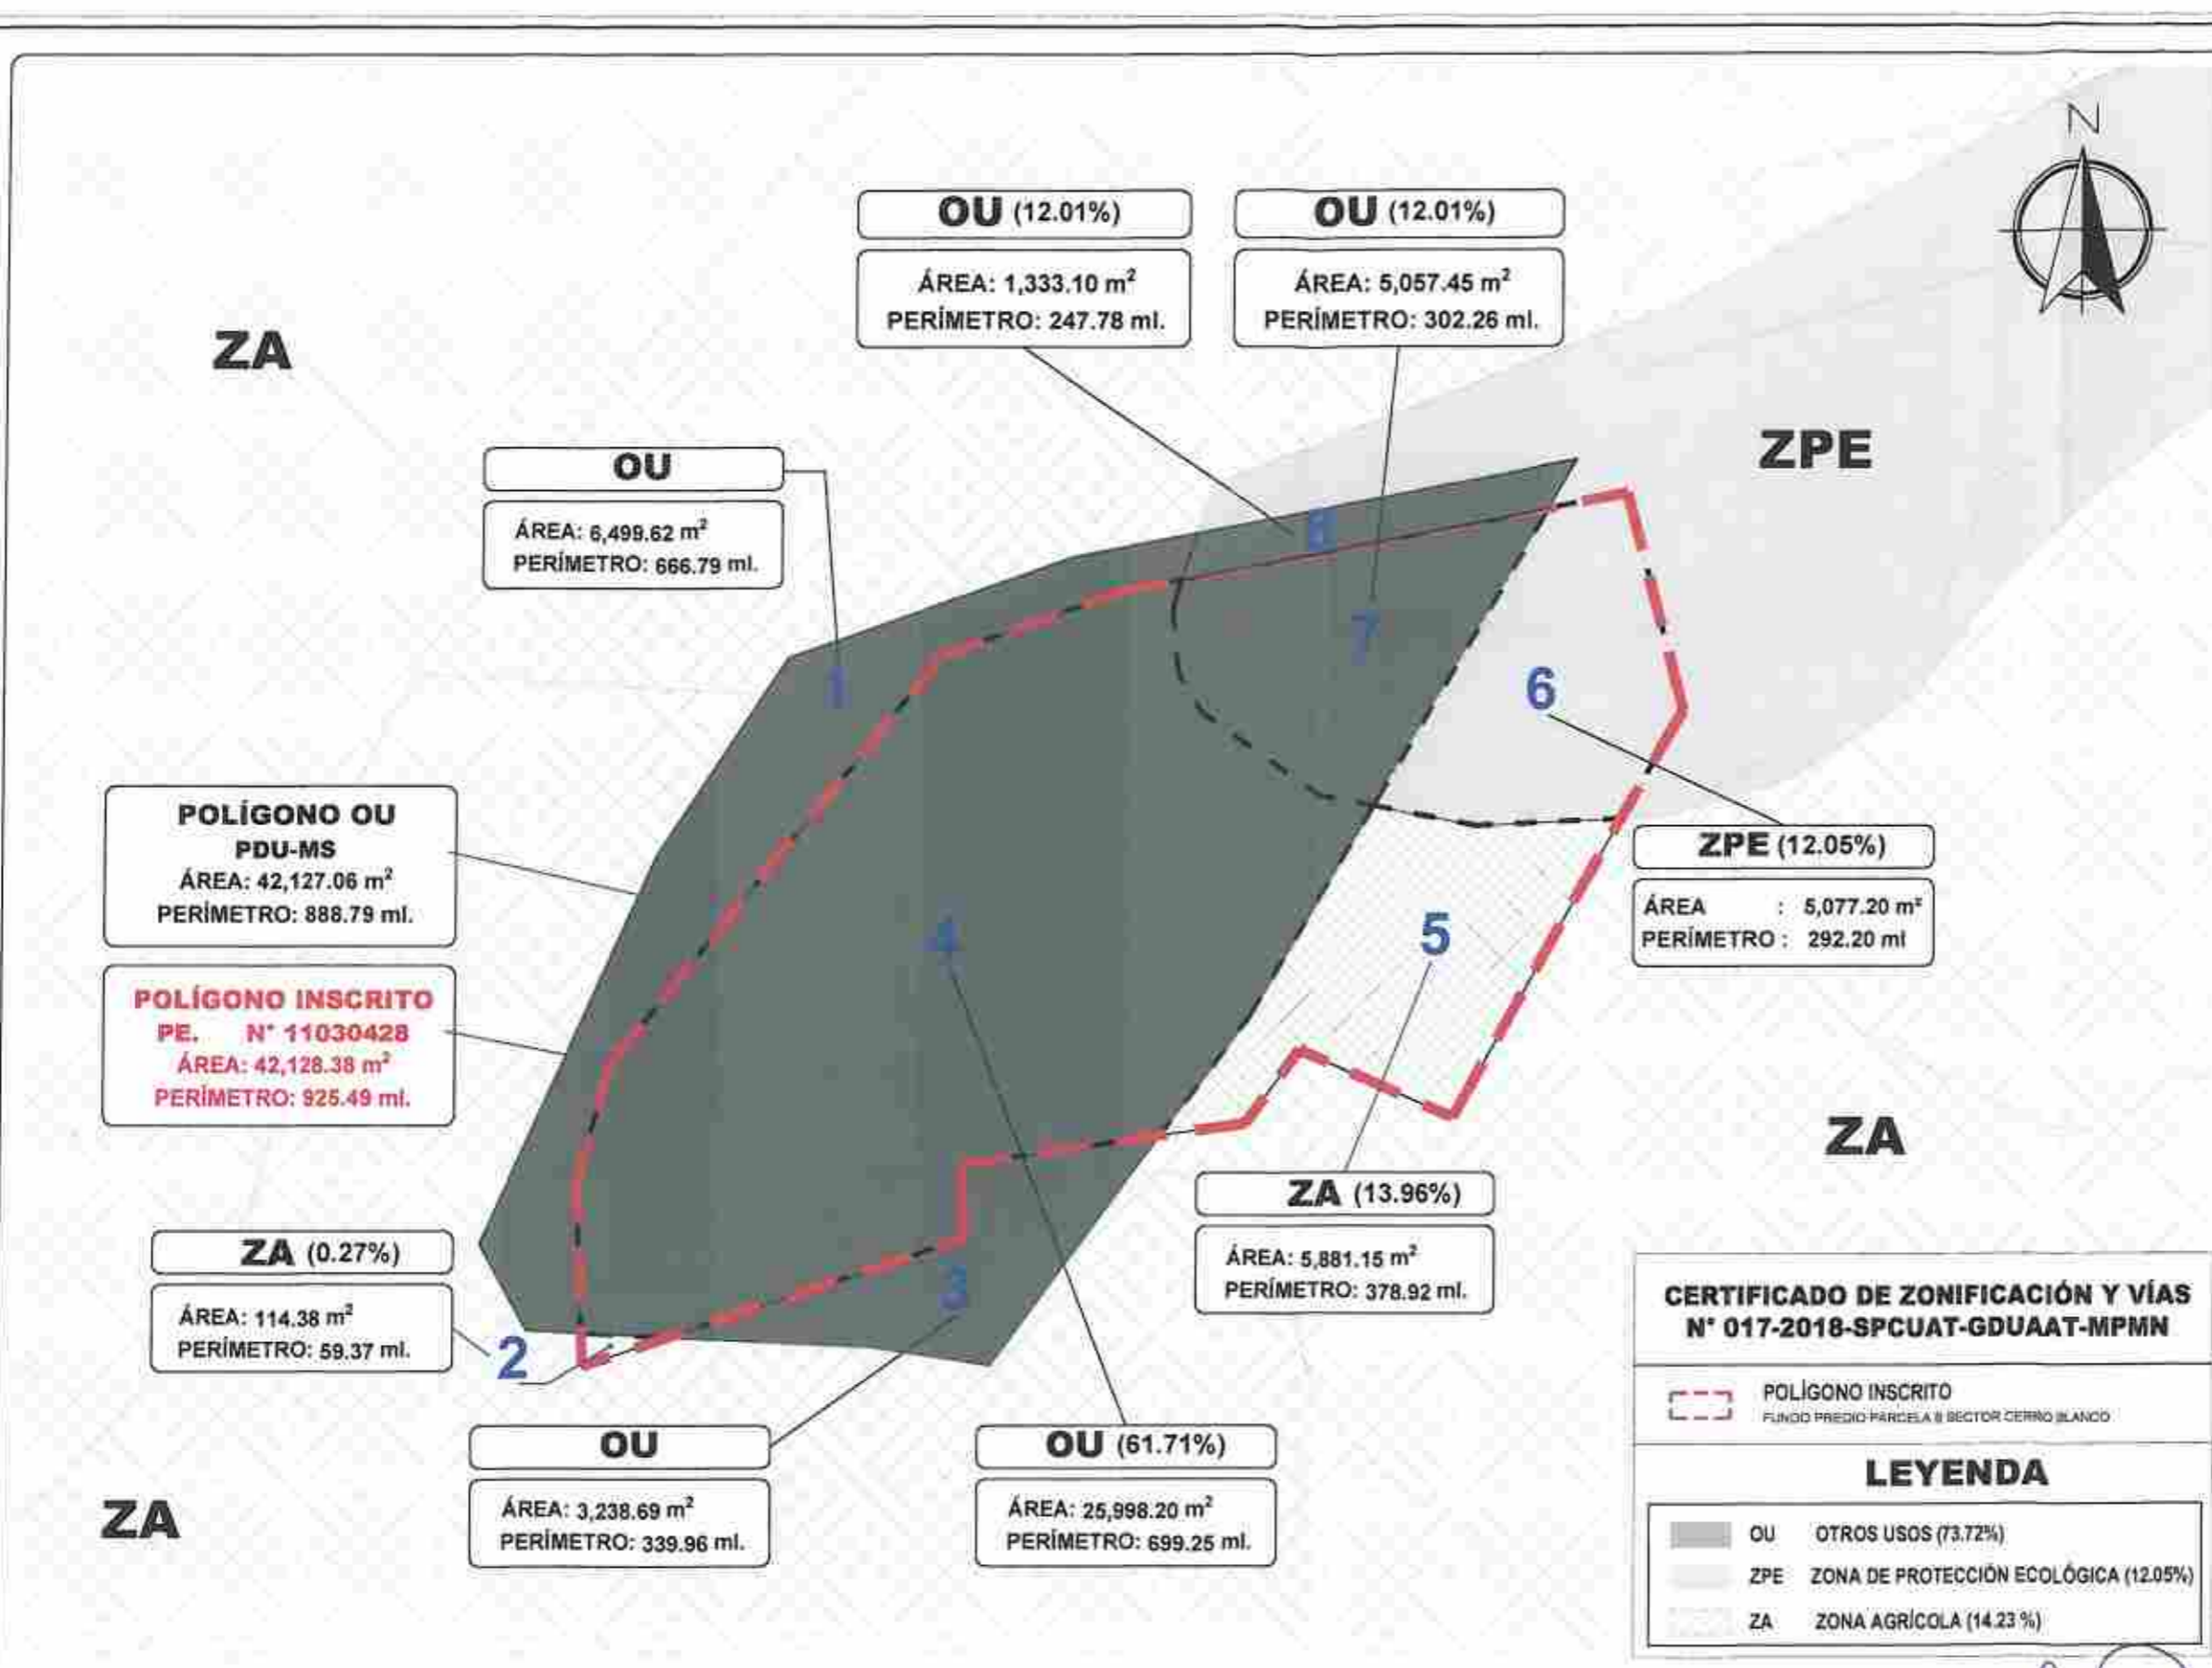 N
OU (12.01%)
ÁREA: 1,333.10 m²
PERÍMETRO: 247.78 ml.
OU (12.01%)
ÁREA: 5,057.45 m²
PERÍMETRO: 302.26 ml.
ZA
ZPE
OU
ÁREA: 6,499.62 m²
PERÍMETRO: 666.79 ml.
8
7
1
6
POLÍGONO OU
PDU-MS
ÁREA: 42,127.06 m²
PERÍMETRO: 888.79 ml.
ZPE (12.05%)
ÁREA : 5,077.20 m²
PERÍMETRO : 292.20 ml
4
5
POLÍGONO INSCRITO
PE. N° 11030428
ÁREA: 42,128.38 m²
PERÍMETRO: 925.49 ml.
ZA
ZA (13.96%)
ÁREA: 5,881.15 m²
PERÍMETRO: 378.92 ml.
ZA (0.27%)
ÁREA: 114.38 m²
PERÍMETRO: 59.37 ml.
3
2
OU
ÁREA: 3,238.69 m²
PERÍMETRO: 339.96 ml.
OU (61.71%)
ÁREA: 25,998.20 m²
PERÍMETRO: 699.25 ml.
ZA
CERTIFICADO DE ZONIFICACIÓN Y VÍAS
N° 017-2018-SPCUAT-GDUAAT-MPMN
POLÍGONO INSCRITO
FUNDO PREDIO PARCELA 8 SECTOR CERRO BLANCO
LEYENDA
OU OTROS USOS (73.72%)
ZPE ZONA DE PROTECCIÓN ECOLÓGICA (12.05%)
ZA ZONA AGRÍCOLA (14.23 %)